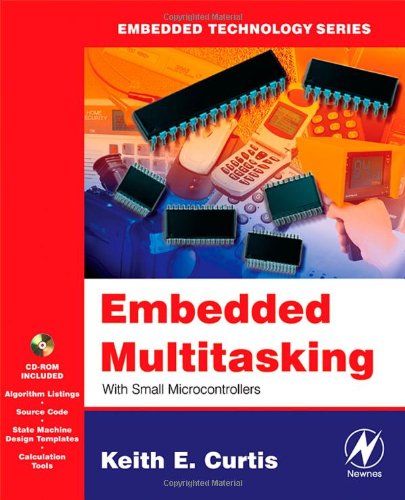 EMBEDDED TECHNOLOGY SERIES
Embedded
Multitasking
With Small Microcontrollers
CD-ROM
INCLUDED
Algorithm Listings
•
Source Code
•
State Machine
Design Templates
•
Calculation
Tools
Keith E. Curtis
Newnes